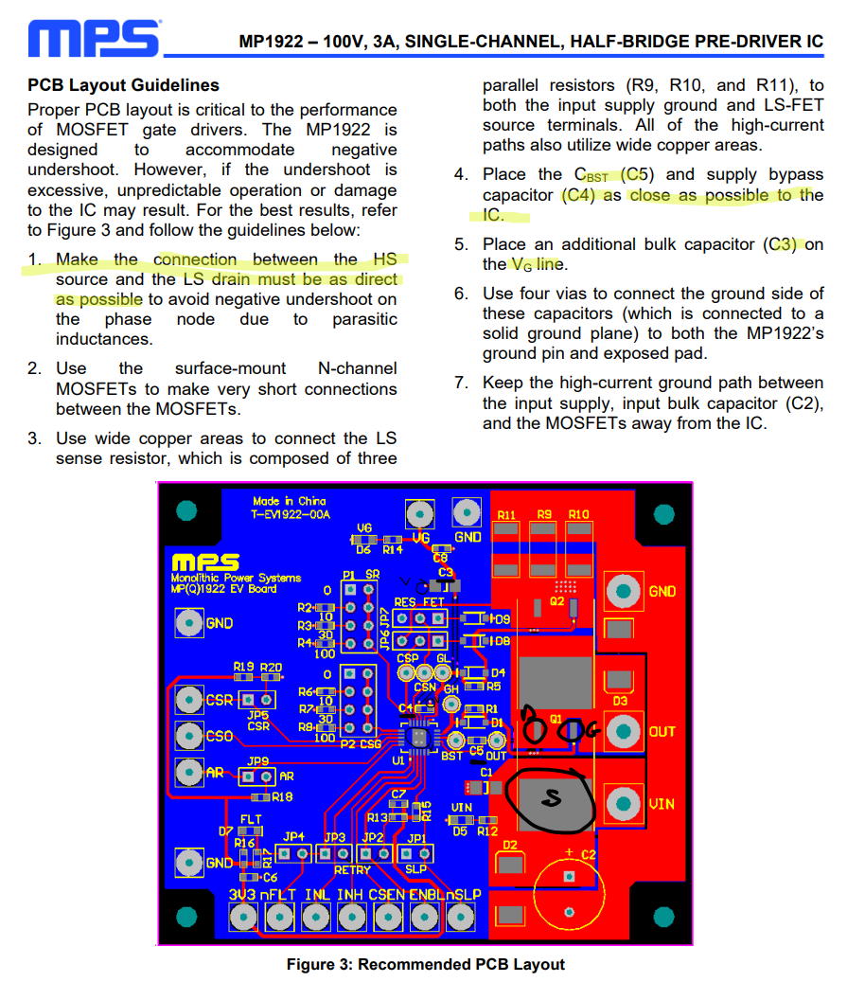 MPS
MP1922 – 100V, 3A, SINGLE-CHANNEL, HALF-BRIDGE PRE-DRIVER IC
PCB Layout Guidelines
Proper PCB layout is critical to the performance
of MOSFET gate drivers. The MP1922 is
designed to accommodate negative
undershoot. However, if the undershoot is
excessive, unpredictable operation or damage
to the IC may result. For the best results, refer
to Figure 3 and follow the guidelines below:
1. Make the connection between the HS
source and the LS drain must be as direct
as possible to avoid negative undershoot on
the phase node due to parasitic
inductances.
2. Use the surface-mount N-channel
MOSFETs to make very short connections
between the MOSFETs.
3. Use wide copper areas to connect the LS
sense resistor, which is composed of three
parallel resistors (R9, R10, and R11), to
both the input supply ground and LS-FET
source terminals. All of the high-current
paths also utilize wide copper areas.
4. Place the CBST (C5) and supply bypass
capacitor (C4) as close as possible to the
IC.
5. Place an additional bulk capacitor (C3) on
the VG line.
6. Use four vias to connect the ground side of
these capacitors (which is connected to a
solid ground plane) to both the MP1922's
ground pin and exposed pad.
7. Keep the high-current ground path between
the input supply, input bulk capacitor (C2),
and the MOSFETs away from the IC.
Made in China
T-EV1922-00A
MPS
Monolithic Power Systems
MP(Q)1922 EV Board
VG
D6 R14
VG
GND
C8
C3
R11 R9 R10
P1 SR
0
R2
10
R3
30
R4
100
RES FET
JP7
JP6
D9
D8
Q2
GND
GND
CSP GL
CSN
GH
D4
R5
D3
R19 R20
CSR
JP5
CSR
0
R6
10
R7
30
R8
100
P2 CSG
C4
U1
R1
D1
C5
BST OUT
Q1
G
OUT
CSO
AR
JP9
AR
R18
C1
S
VIN
C7
R13
R15
VIN
D5 R12
FLT
D7
R16
R17
C6
GND
JP4 JP3 JP2 JP1
RETRY SLP
D2
+ C2
3V3 nFLT INL INH CSEN ENBL nSLP
Figure 3: Recommended PCB Layout